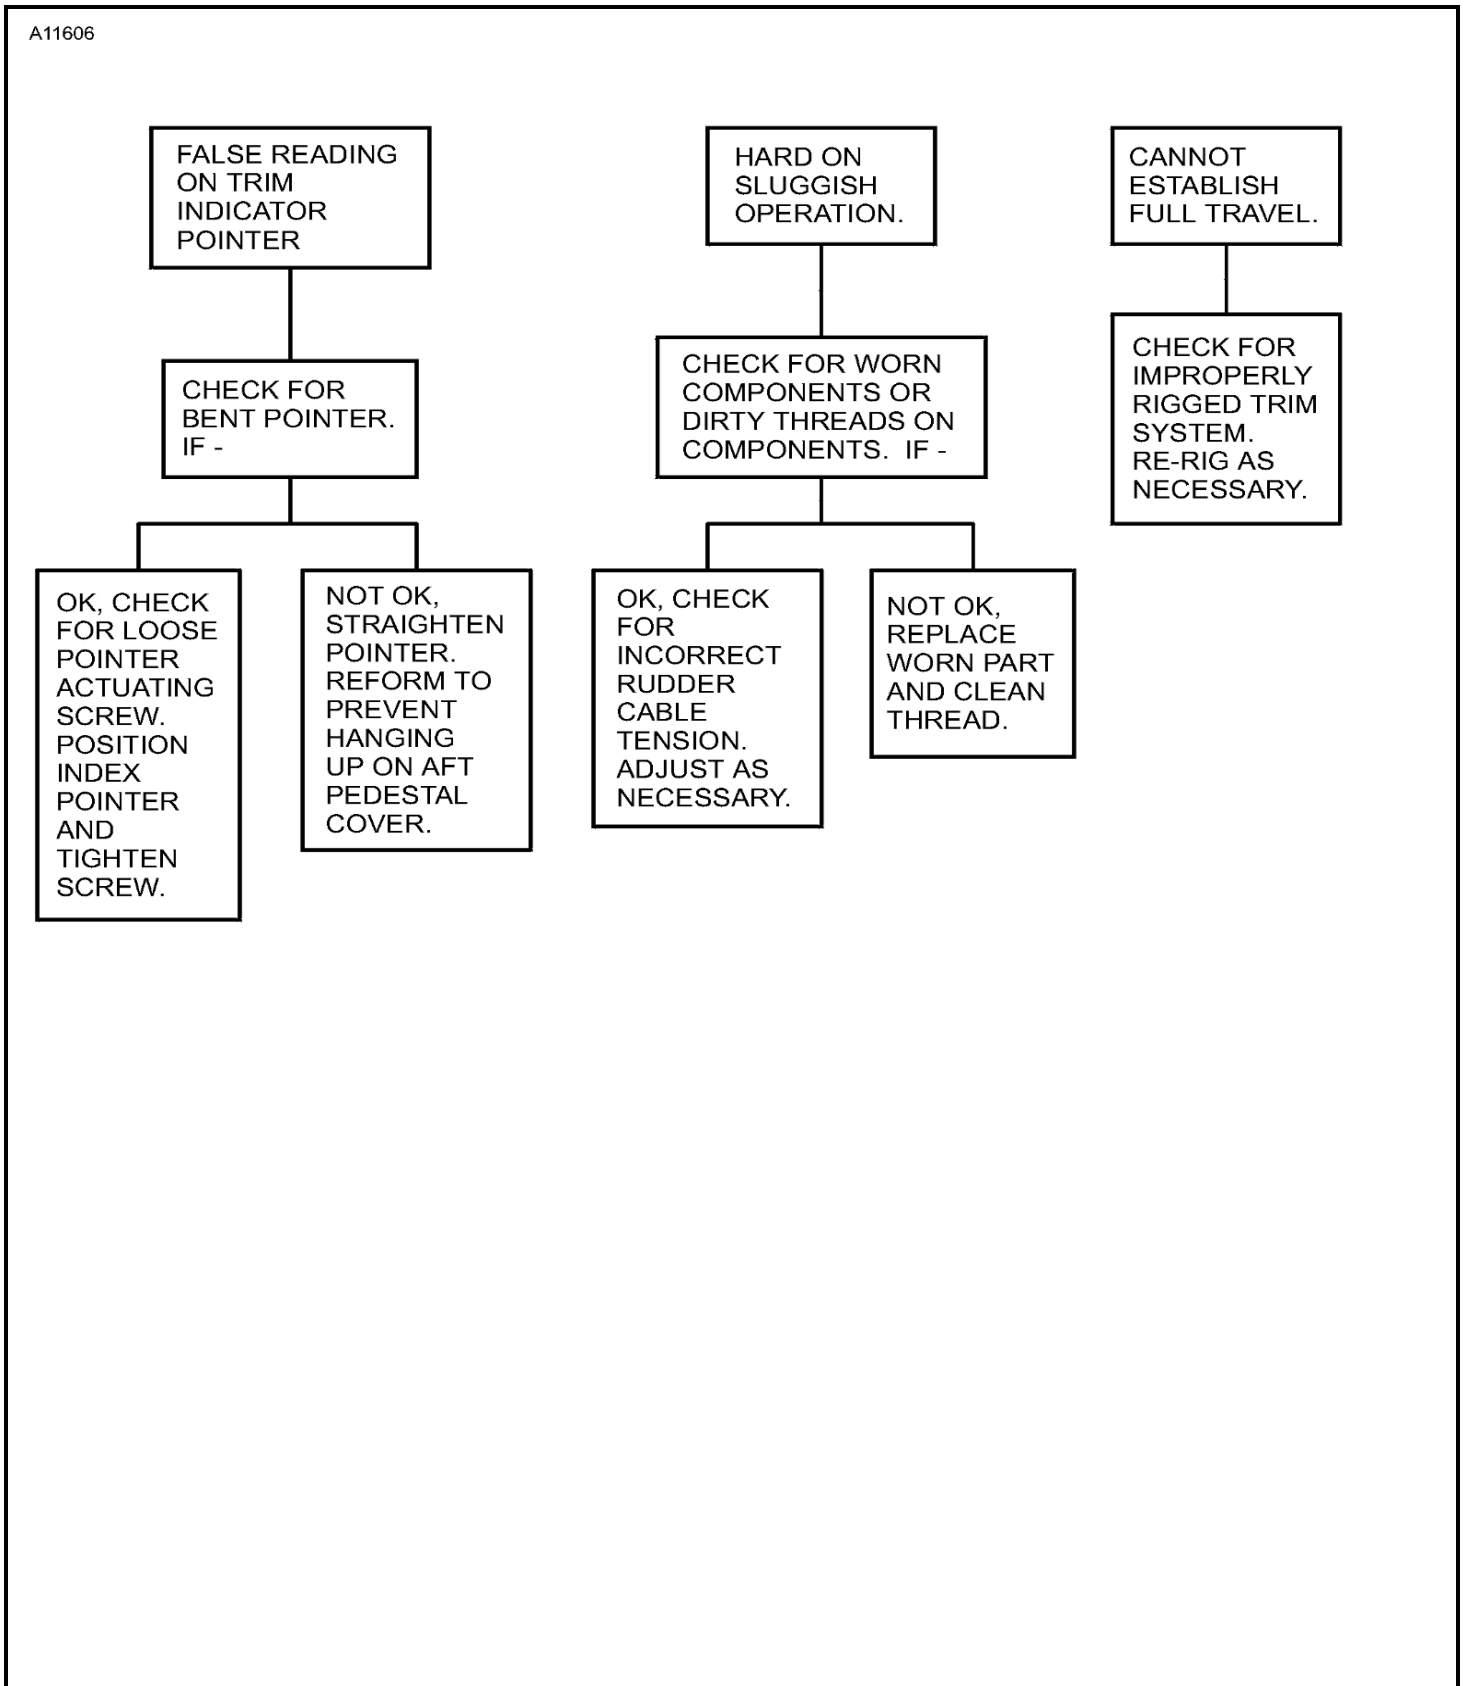 A11606
FALSE READING
ON TRIM
INDICATOR
POINTER
CHECK FOR
BENT POINTER.
IF -
OK, CHECK
FOR LOOSE
POINTER
ACTUATING
SCREW.
POSITION
INDEX
POINTER
AND
TIGHTEN
SCREW.
NOT OK,
STRAIGHTEN
POINTER.
REFORM TO
PREVENT
HANGING
UP ON AFT
PEDESTAL
COVER.
HARD ON
SLUGGISH
OPERATION.
CHECK FOR WORN
COMPONENTS OR
DIRTY THREADS ON
COMPONENTS.  IF -
OK, CHECK
FOR
INCORRECT
RUDDER
CABLE
TENSION.
ADJUST AS
NECESSARY.
NOT OK,
REPLACE
WORN PART
AND CLEAN
THREAD.
CANNOT
ESTABLISH
FULL TRAVEL.
CHECK FOR
IMPROPERLY
RIGGED TRIM
SYSTEM.
RE-RIG AS
NECESSARY.